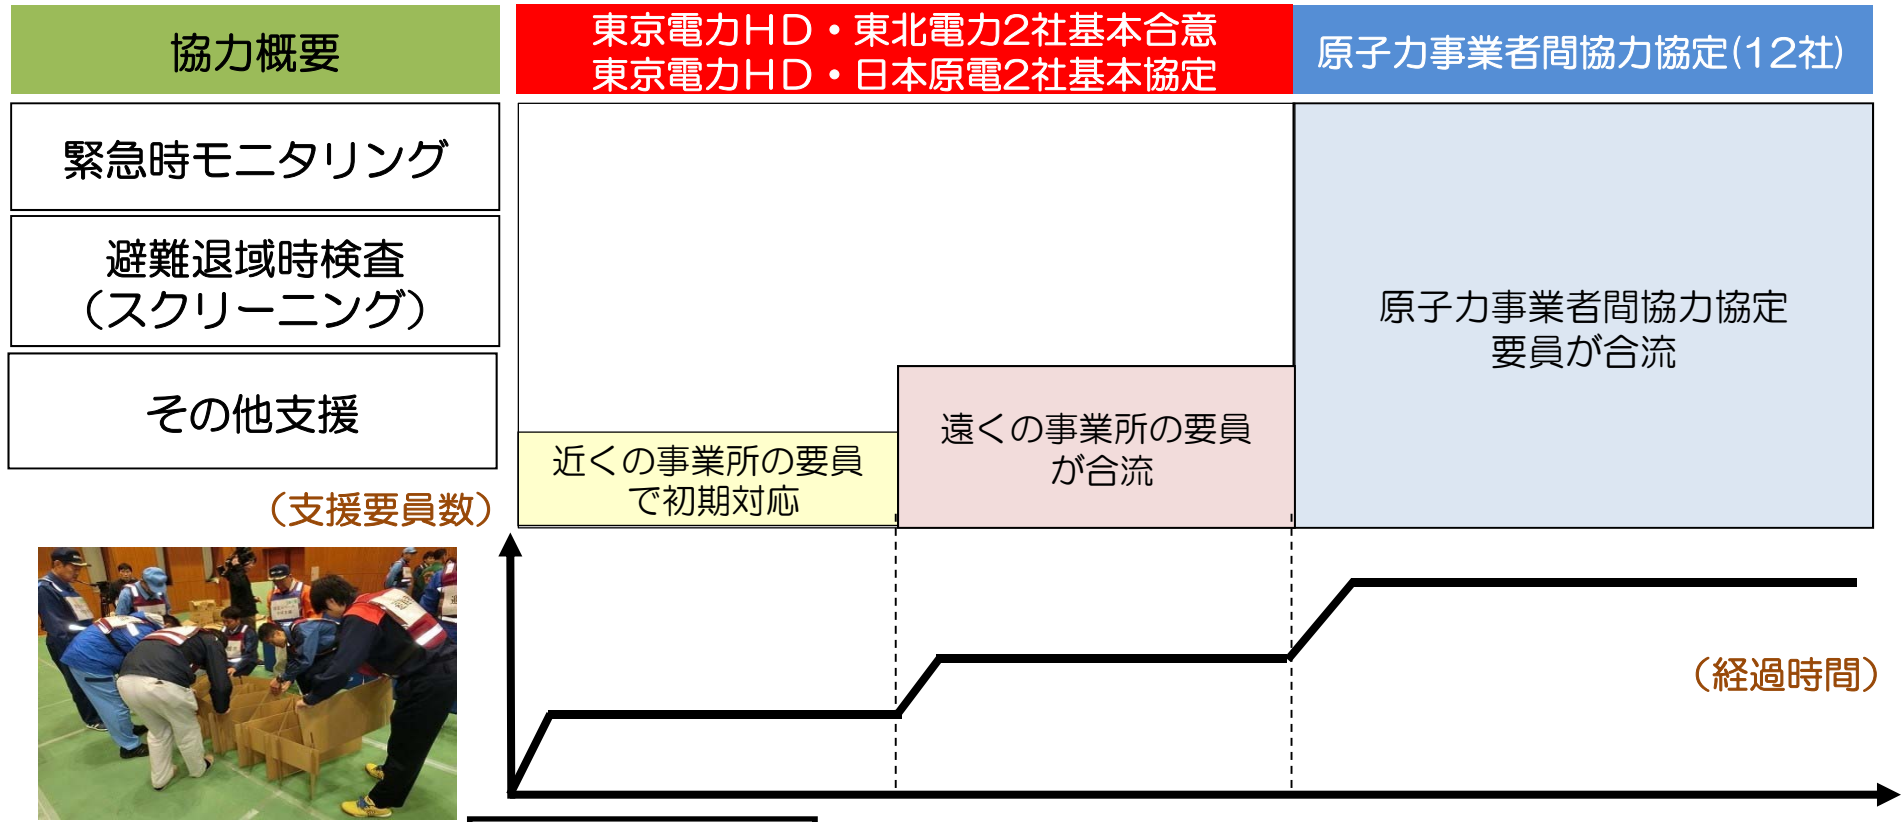 協力概要
東京電力HD・東北電力2社基本合意
東京電力HD・日本原電2社基本協定
原子力事業者間協力協定(12社)
緊急時モニタリング
避難退域時検査
(スクリーニング)
その他支援
原子力事業者間協力協定
要員が合流
遠くの事業所の要員
が合流
近くの事業所の要員
で初期対応
(支援要員数)
(経過時間)